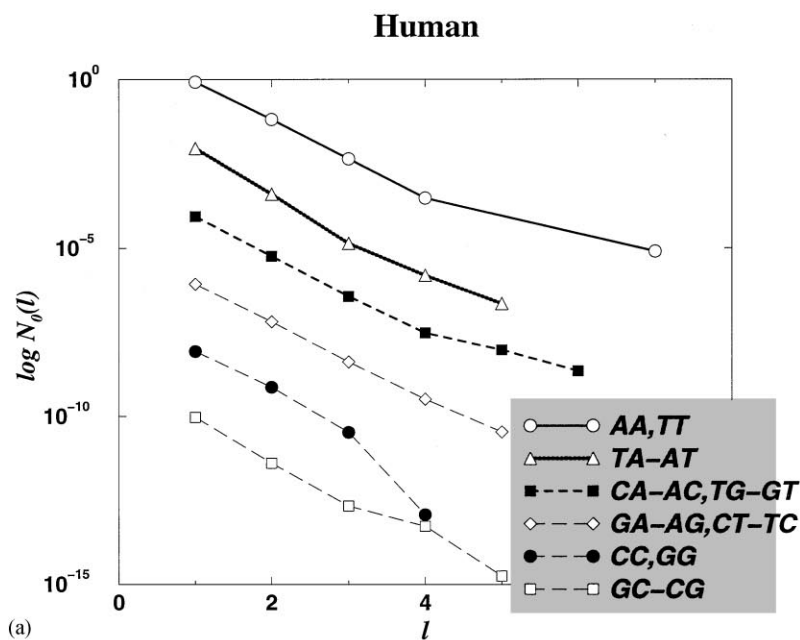 Human
10^0
10^-5
10^-10
10^-15
log N_0(l)
0
2
4
l
AA,TT
TA-AT
CA-AC,TG-GT
GA-AG,CT-TC
CC,GG
GC-CG
(a)